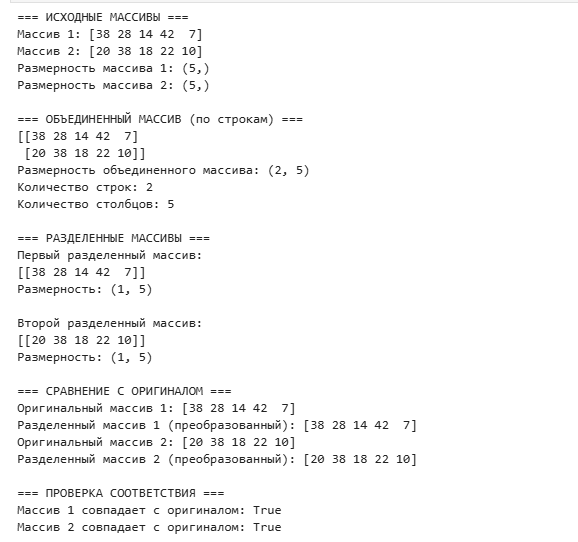 === ИСХОДНЫЕ МАССИВЫ ===
Массив 1: [38 28 14 42  7]
Массив 2: [20 38 18 22 10]
Размерность массива 1: (5,)
Размерность массива 2: (5,)

=== ОБЪЕДИНЕННЫЙ МАССИВ (по строкам) ===
[[38 28 14 42  7]
 [20 38 18 22 10]]
Размерность объединенного массива: (2, 5)
Количество строк: 2
Количество столбцов: 5

=== РАЗДЕЛЕННЫЕ МАССИВЫ ===
Первый разделенный массив:
[[38 28 14 42  7]]
Размерность: (1, 5)

Второй разделенный массив:
[[20 38 18 22 10]]
Размерность: (1, 5)

=== СРАВНЕНИЕ С ОРИГИНАЛОМ ===
Оригинальный массив 1: [38 28 14 42  7]
Разделенный массив 1 (преобразованный): [38 28 14 42  7]
Оригинальный массив 2: [20 38 18 22 10]
Разделенный массив 2 (преобразованный): [20 38 18 22 10]

=== ПРОВЕРКА СООТВЕТСТВИЯ ===
Массив 1 совпадает с оригиналом: True
Массив 2 совпадает с оригиналом: True